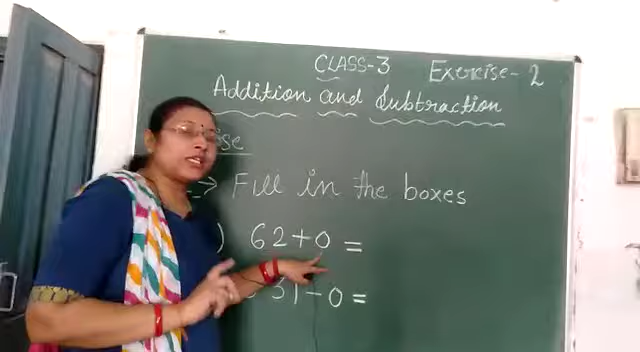 CLASS-3 Exercise-2
Addition and Subtraction
→ Fill in the boxes
) 62+0 =
31-0 =